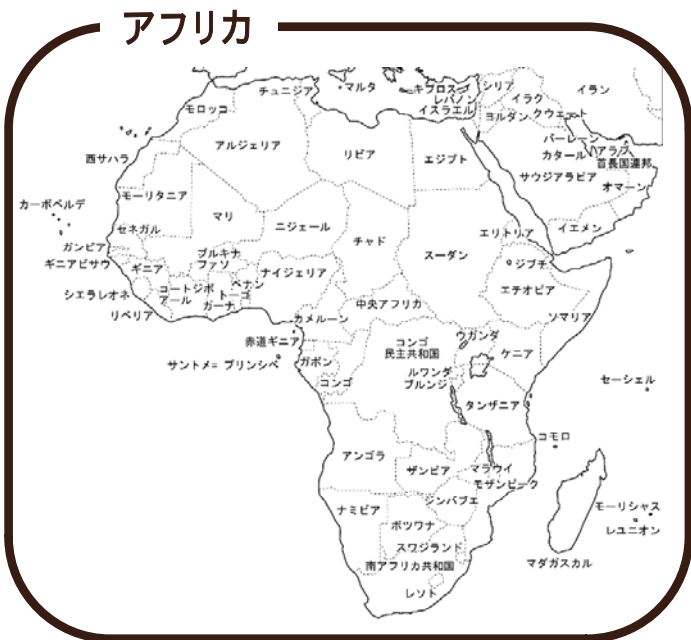 アフリカ
チュニジア
マルタ
キプロス
レバノン
イスラエル
シリア
イラク
イラン
ヨルダン
クウェート
モロッコ
アルジェリア
リビア
エジプト
バーレーン
カタール
アラブ
首長国連邦
西サハラ
サウジアラビア
オマーン
モーリタニア
カーボベルデ
マリ
ニジェール
チャド
スーダン
エリトリア
イエメン
セネガル
ガンビア
ギニアビサウ
ギニア
ブルキナ
ファソ
ナイジェリア
ジブチ
シエラレオネ
コートジボ
アール
ベナン
トーゴ
ガーナ
エチオピア
リベリア
カメルーン
中央アフリカ
ソマリア
赤道ギニア
サントメ= プリンシペ
ガボン
コンゴ
コンゴ
民主共和国
ウガンダ
ケニア
ルワンダ
ブルンジ
セーシェル
タンザニア
コモロ
アンゴラ
ザンビア
マラウイ
モザンビーク
ジンバブエ
ナミビア
ボツワナ
モーリシャス
レユニオン
スワジランド
南アフリカ共和国
レソト
マダガスカル